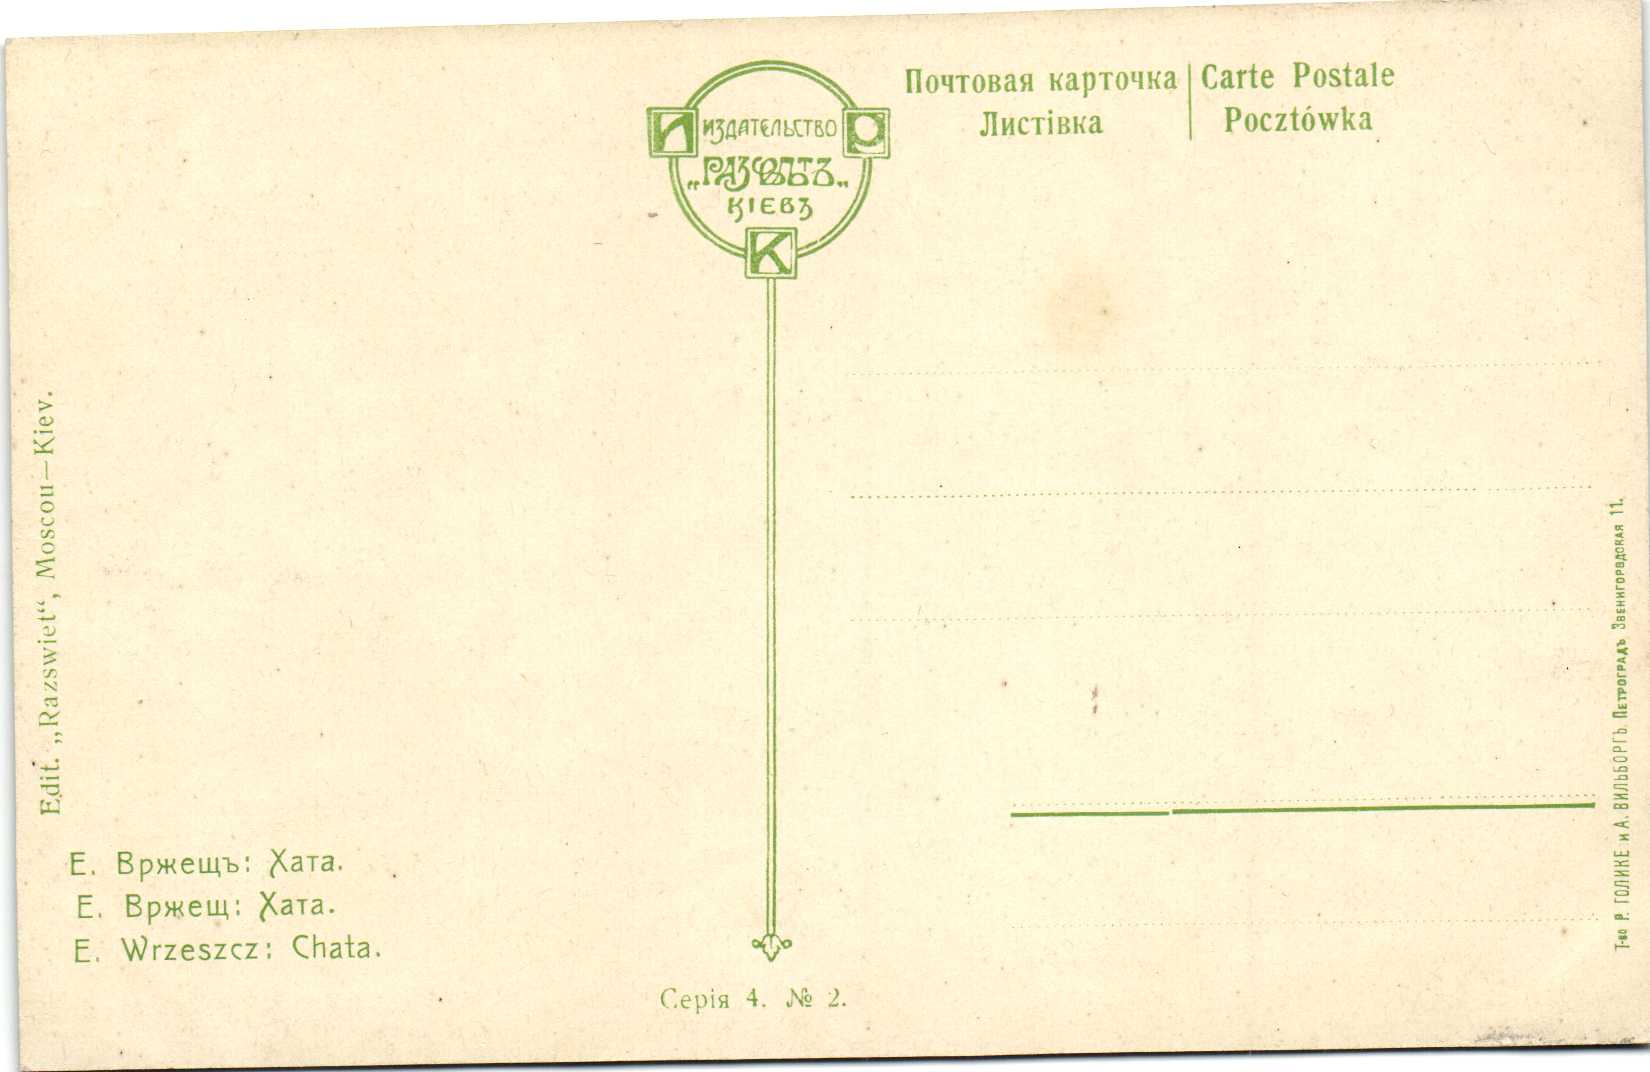 Почтовая карточка
Листівка
Carte Postale
Pocztówka
Л
Р
ИЗДАТЕЛЬСТВО
„РАЗСВѢТЪ„
КІЕВЪ
К
Edit. „Razswiet“, Moscou—Kiev.
Е. Вржещъ: Хата.
Е. Вржещ: Хата.
E. Wrzeszcz: Chata.
Серія 4. № 2.
Т-во Р. ГОЛИКЕ и А. ВИЛЬБОРГЪ. ПЕТРОГРАДЪ ЗВЕНИГОРОДСКАЯ 11.